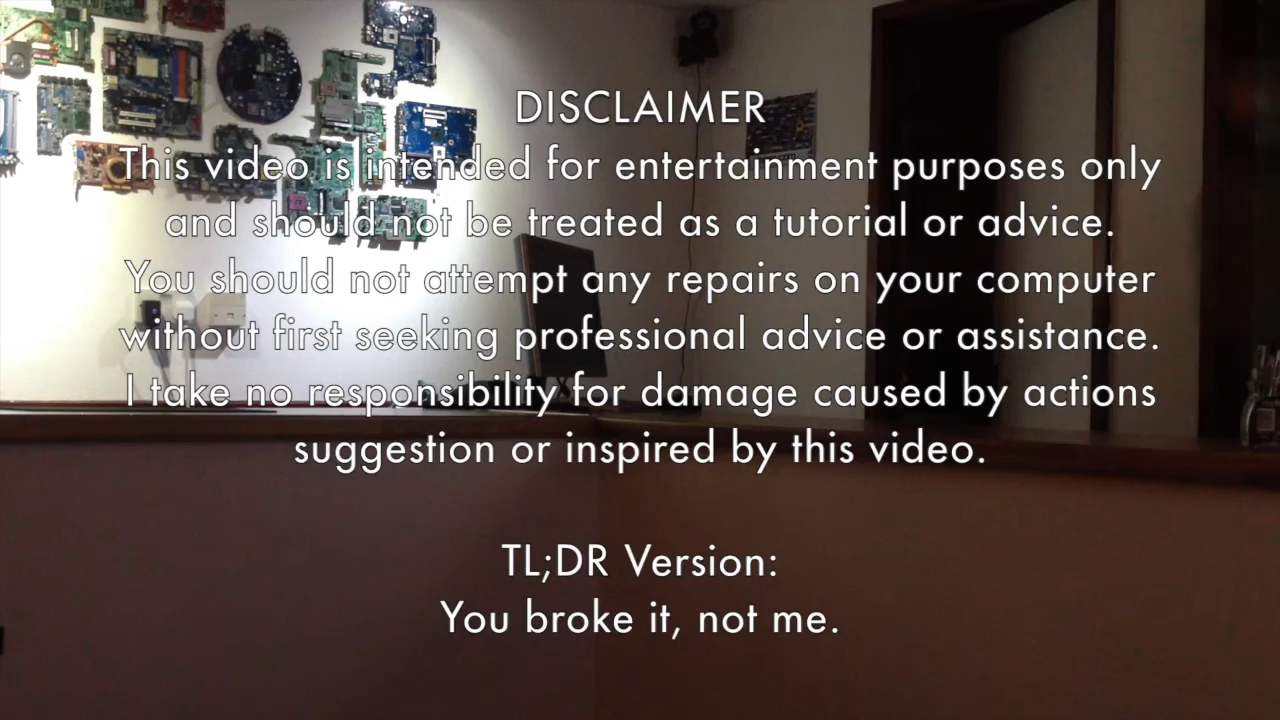 DISCLAIMER
This video is intended for entertainment purposes only
and should not be treated as a tutorial or advice.
You should not attempt any repairs on your computer
without first seeking professional advice or assistance.
I take no responsibility for damage caused by actions
suggestion or inspired by this video.
TL;DR Version:
You broke it, not me.